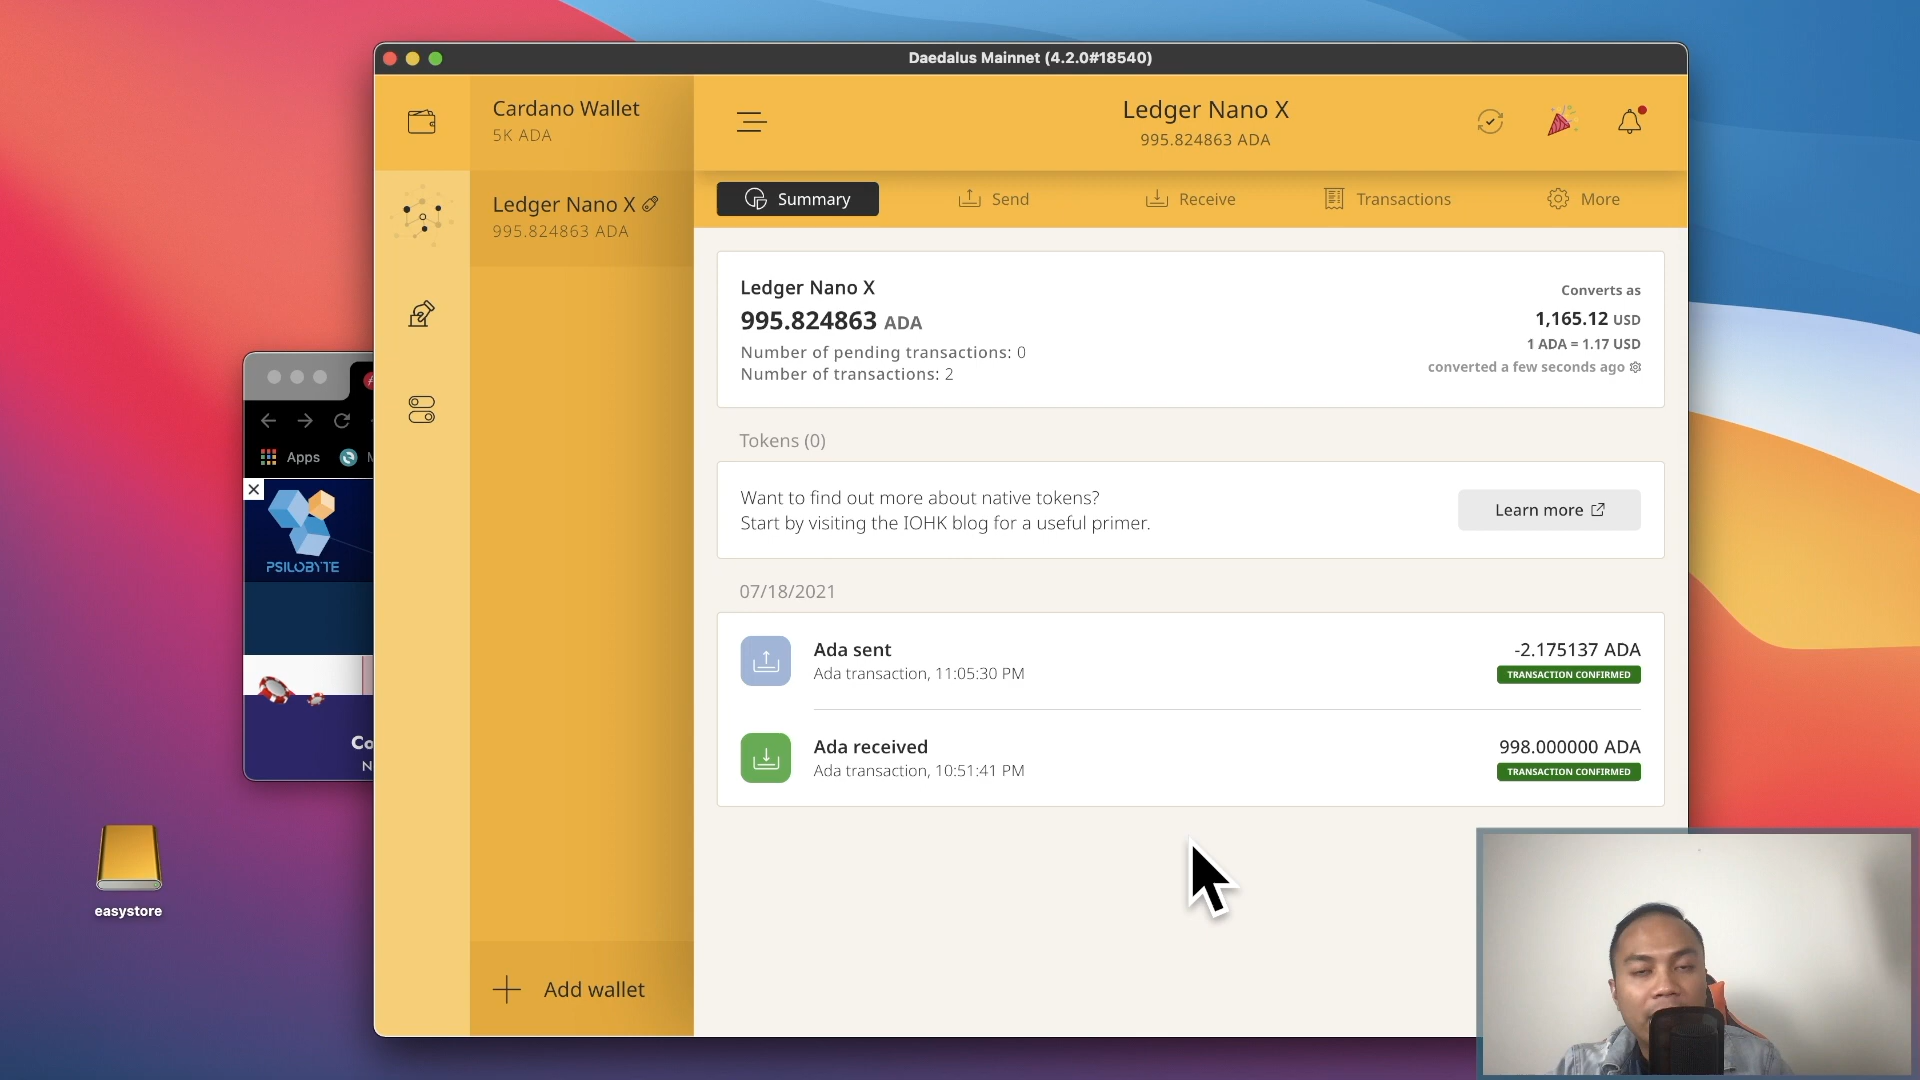 Daedalus Mainnet (4.2.0#18540)
Cardano Wallet
5K ADA
Ledger Nano X
995.824863 ADA
Add wallet
Ledger Nano X
995.824863 ADA
Summary
Send
Receive
Transactions
More
Ledger Nano X
995.824863 ADA
Number of pending transactions: 0
Number of transactions: 2
Converts as
1,165.12 USD
1 ADA = 1.17 USD
converted a few seconds ago
Tokens (0)
Want to find out more about native tokens?
Start by visiting the IOHK blog for a useful primer.
Learn more
07/18/2021
Ada sent
Ada transaction, 11:05:30 PM
-2.175137 ADA
TRANSACTION CONFIRMED
Ada received
Ada transaction, 10:51:41 PM
998.000000 ADA
TRANSACTION CONFIRMED
Apps
PSILOBYTE
easystore